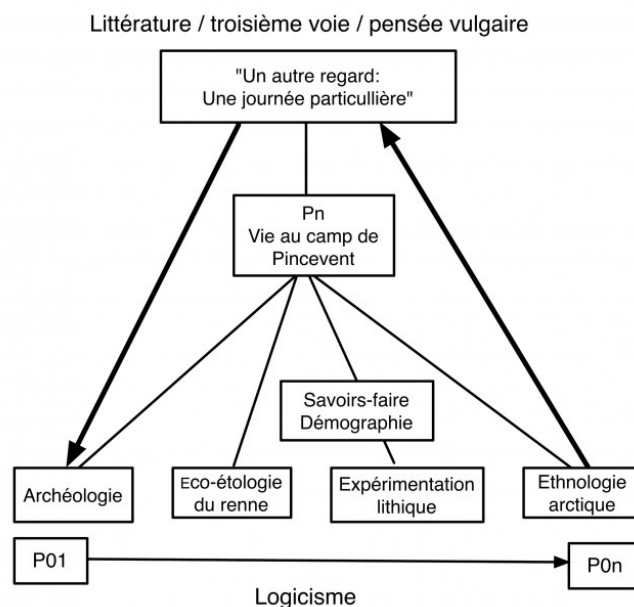 Littérature / troisième voie / pensée vulgaire
"Un autre regard:
Une journée particullière"
Pn
Vie au camp de
Pincevent
Savoirs-faire
Démographie
Archéologie
Eco-étologie
du renne
Expérimentation
lithique
Ethnologie
arctique
P01
P0n
Logicisme